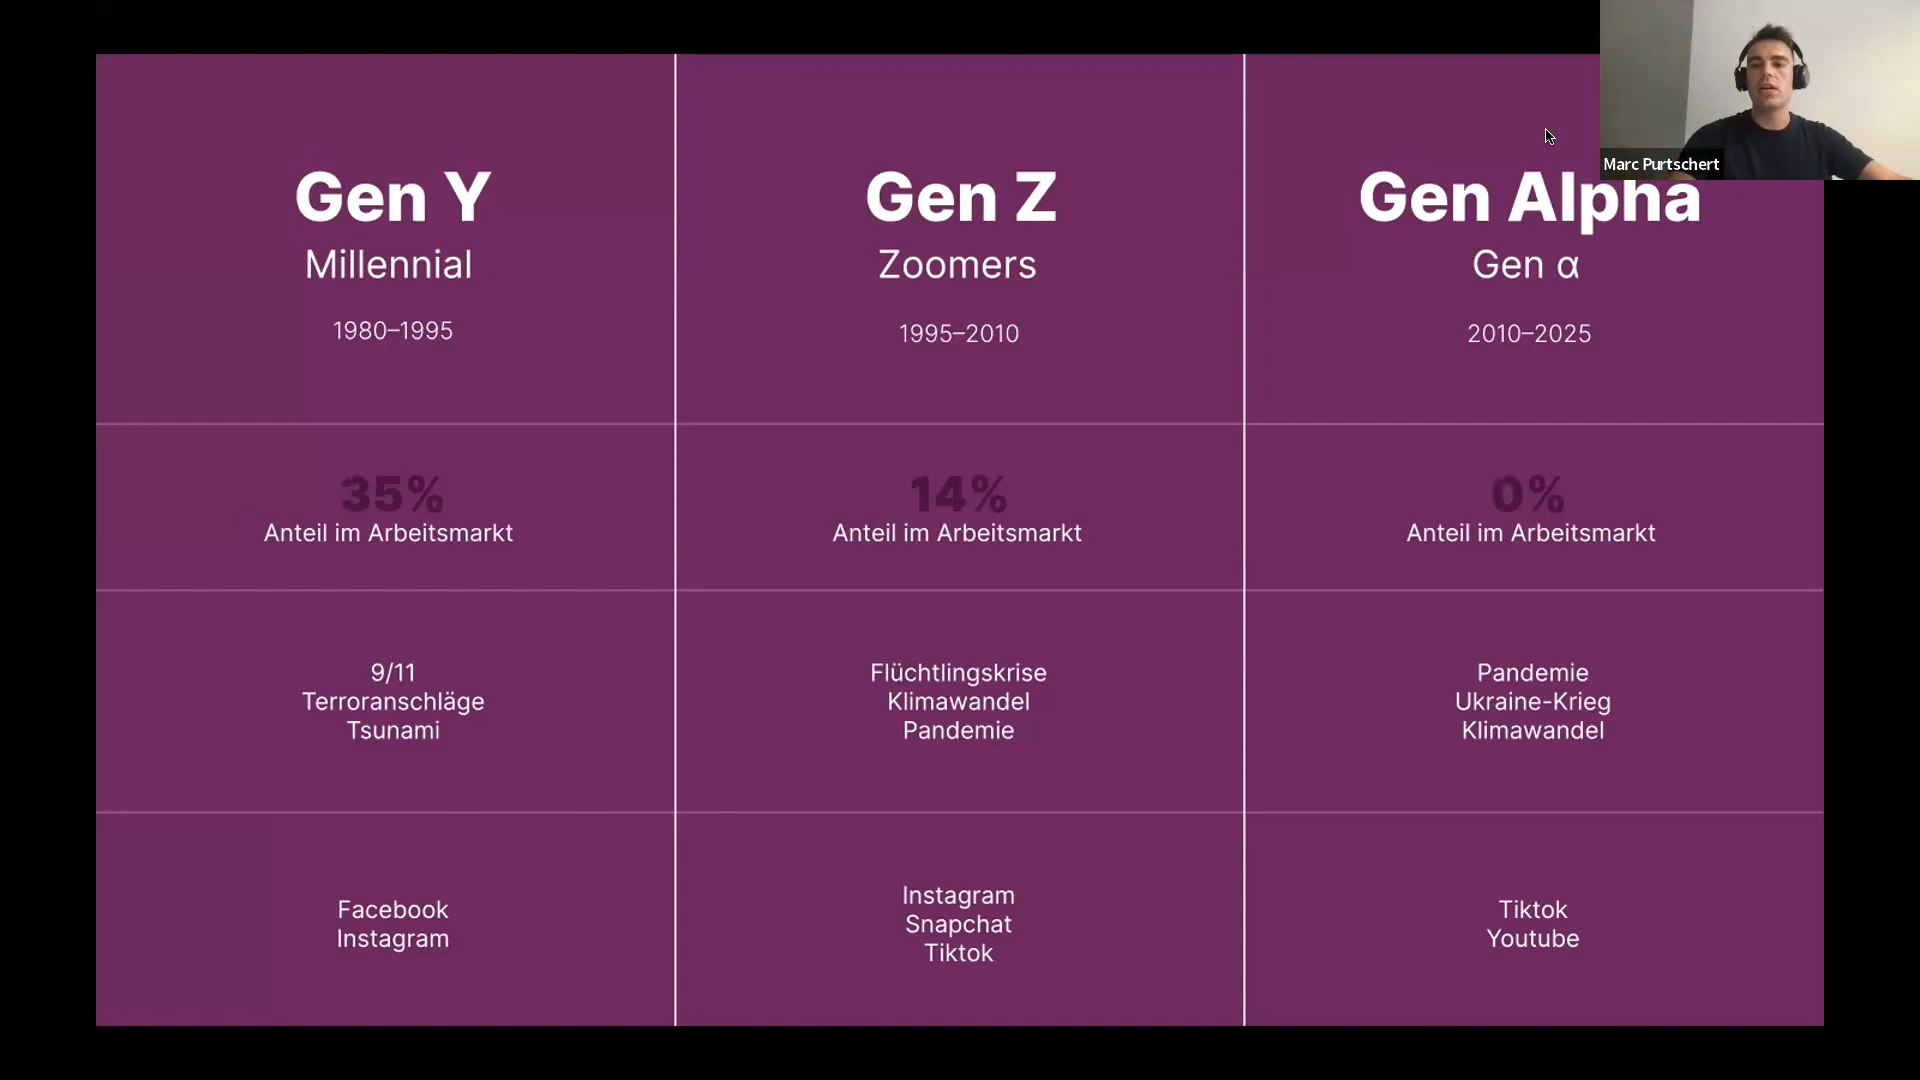 Marc Purtschert
Gen Y
Millennial
1980–1995
35%
Anteil im Arbeitsmarkt
9/11
Terroranschläge
Tsunami
Facebook
Instagram
Gen Z
Zoomers
1995–2010
14%
Anteil im Arbeitsmarkt
Flüchtlingskrise
Klimawandel
Pandemie
Instagram
Snapchat
Tiktok
Gen Alpha
Gen α
2010–2025
0%
Anteil im Arbeitsmarkt
Pandemie
Ukraine-Krieg
Klimawandel
Tiktok
Youtube